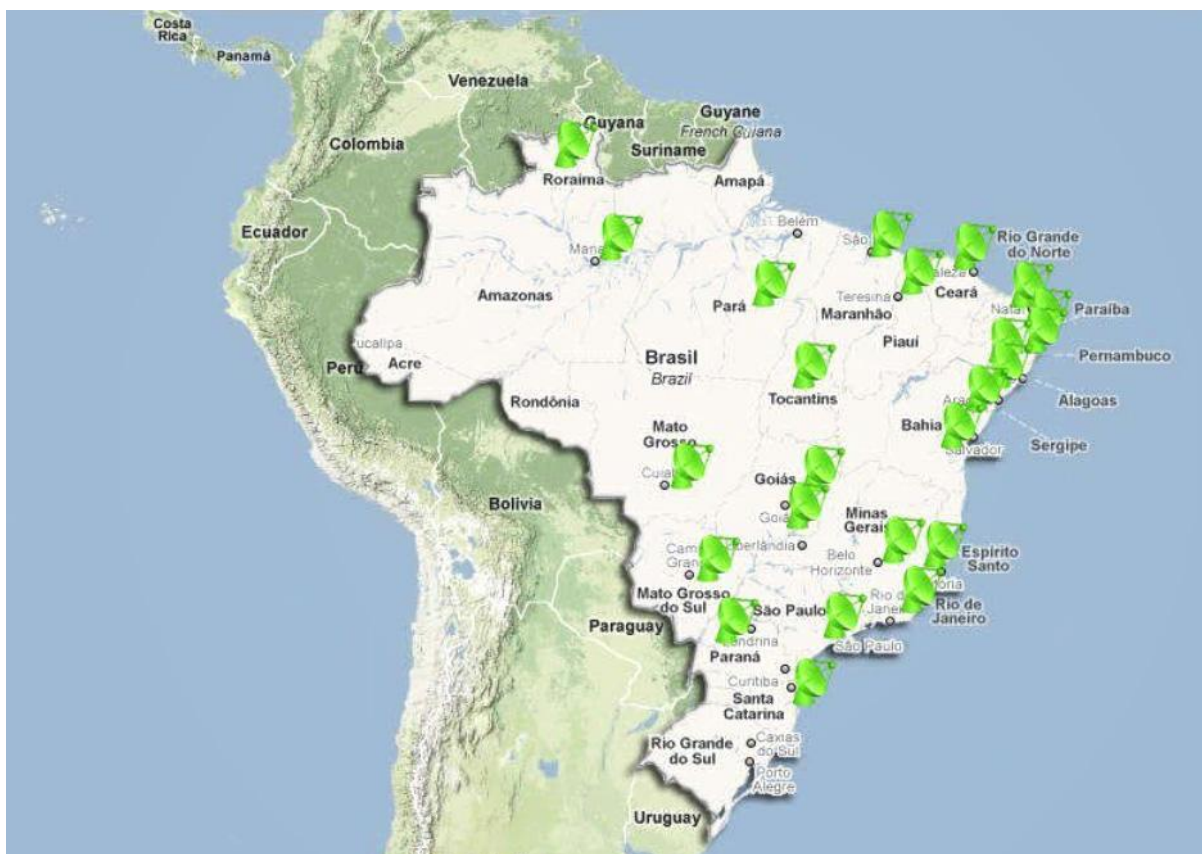 Costa
Rica
Panamá
Venezuela
Guyana
Guyane
French Guiana
Suriname
Colombia
Roraima
Amapá
Ecuador
Belém
São
Rio Grande
do Norte
Amazonas
Pará
Teresina
Ceará
Maranhão
Natal
Paraíba
Piauí
Perú
Acre
Brasil
Brazil
Pernambuco
Rondônia
Tocantins
Alagoas
Mato
Grosso
Bahia
Sergipe
Salvador
Bolivia
Goiás
Minas
Gerais
Belo
Horizonte
Espírito
Santo
Mato Grosso
do Sul
São Paulo
Rio de
Janeiro
Paraguay
São Paulo
Paraná
Curitiba
Santa
Catarina
Rio Grande
do Sul
Caxias
do Sul
Porto
Alegre
Uruguay